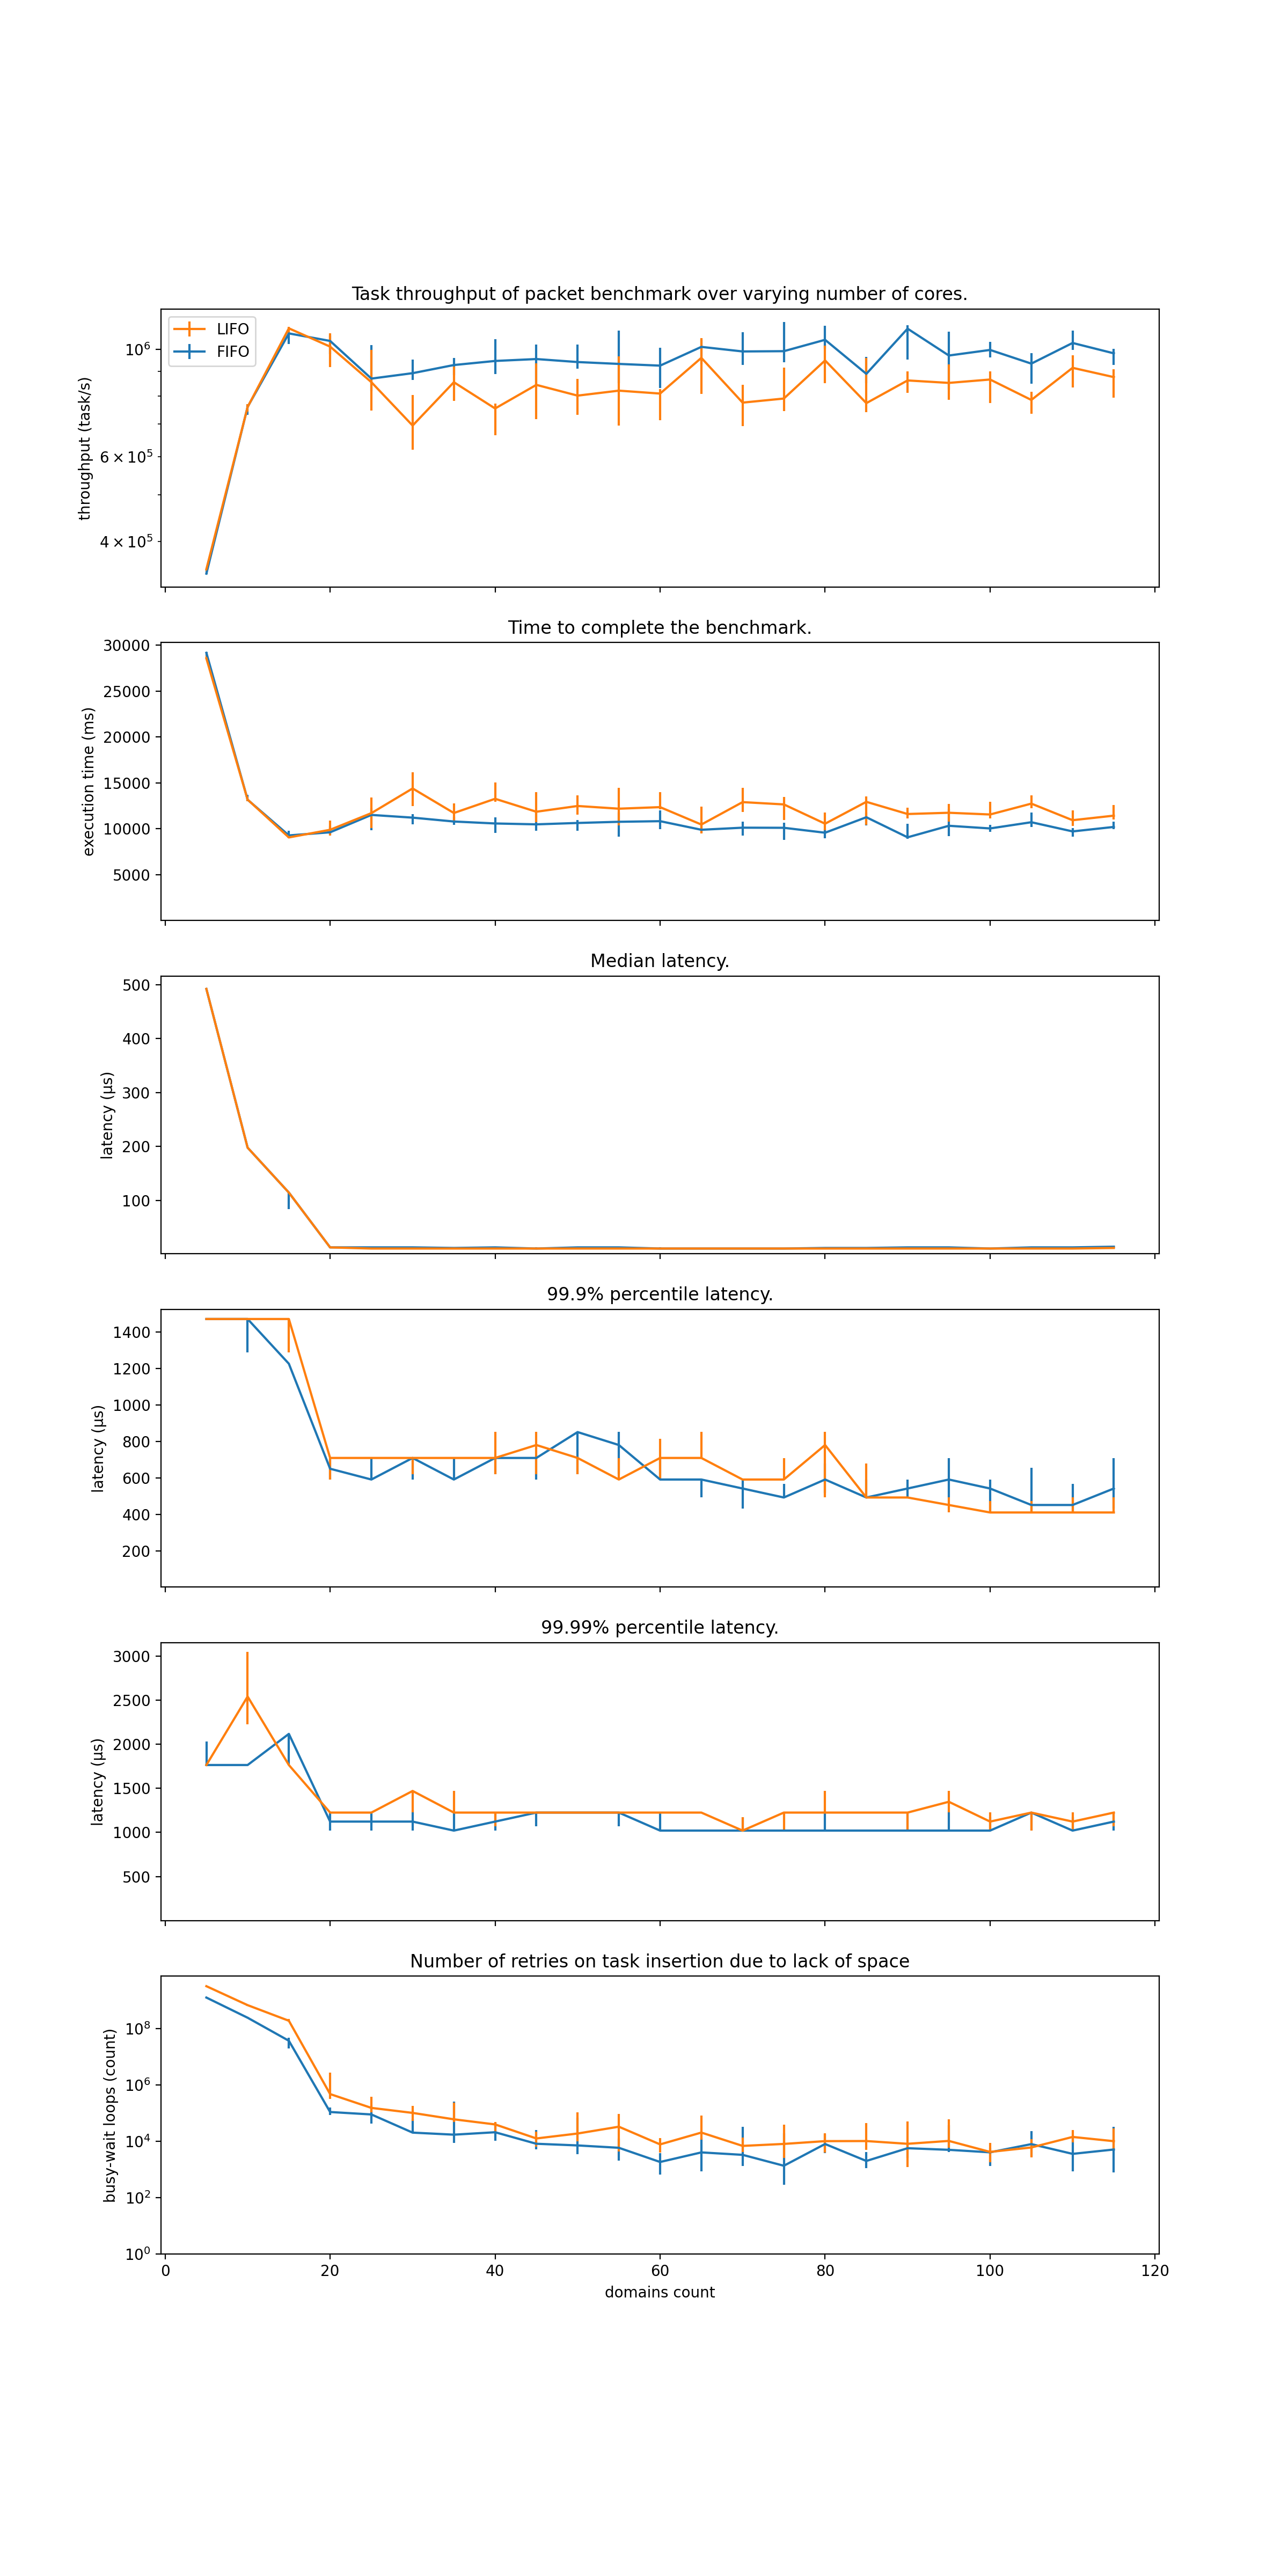 Task throughput of packet benchmark over varying number of cores.
LIFO
FIFO
10⁶
6 × 10⁵
4 × 10⁵
throughput (task/s)
Time to complete the benchmark.
30000
25000
20000
15000
10000
5000
execution time (ms)
Median latency.
500
400
300
200
100
latency (µs)
99.9% percentile latency.
1400
1200
1000
800
600
400
200
latency (µs)
99.99% percentile latency.
3000
2500
2000
1500
1000
500
latency (µs)
Number of retries on task insertion due to lack of space
10⁸
10⁶
10⁴
10²
10⁰
busy-wait loops (count)
0 20 40 60 80 100 120
domains count